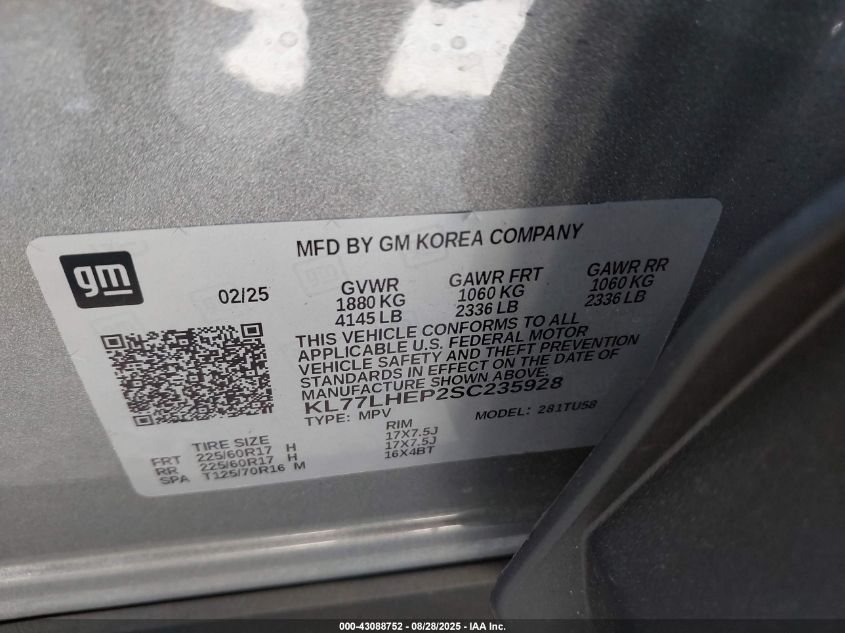 MFD BY GM KOREA COMPANY
gm
02/25
GVWR GAWR FRT GAWR RR
1880 KG 1060 KG 1060 KG
4145 LB 2336 LB 2336 LB
THIS VEHICLE CONFORMS TO ALL
APPLICABLE U.S. FEDERAL MOTOR
VEHICLE SAFETY AND THEFT PREVENTION
STANDARDS IN EFFECT ON THE DATE OF
MANUFACTURE SHOWN ABOVE.
KL77LHEP2SC235928
TYPE: MPV MODEL: 281TU58
TIRE SIZE RIM
FRT 225/60R17 H 17X7.5J
RR 225/60R17 H 17X7.5J
SPA T125/70R16 M 16X4BT
000-43088752 - 08/28/2025 - IAA Inc.